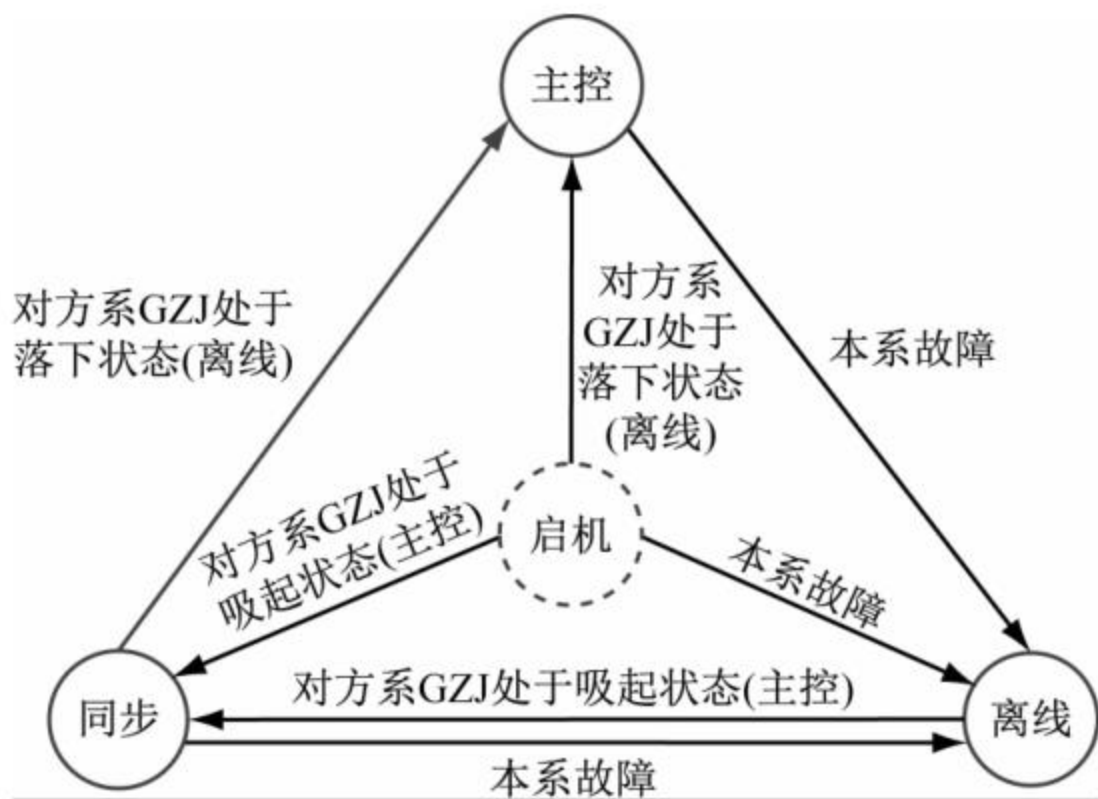 主控
对方系GZJ处于
落下状态(离线)
对方系
GZJ处于
落下状态
(离线)
本系故障
对方系GZJ处于
吸起状态(主控)
启机
本系故障
对方系GZJ处于吸起状态(主控)
同步
离线
本系故障